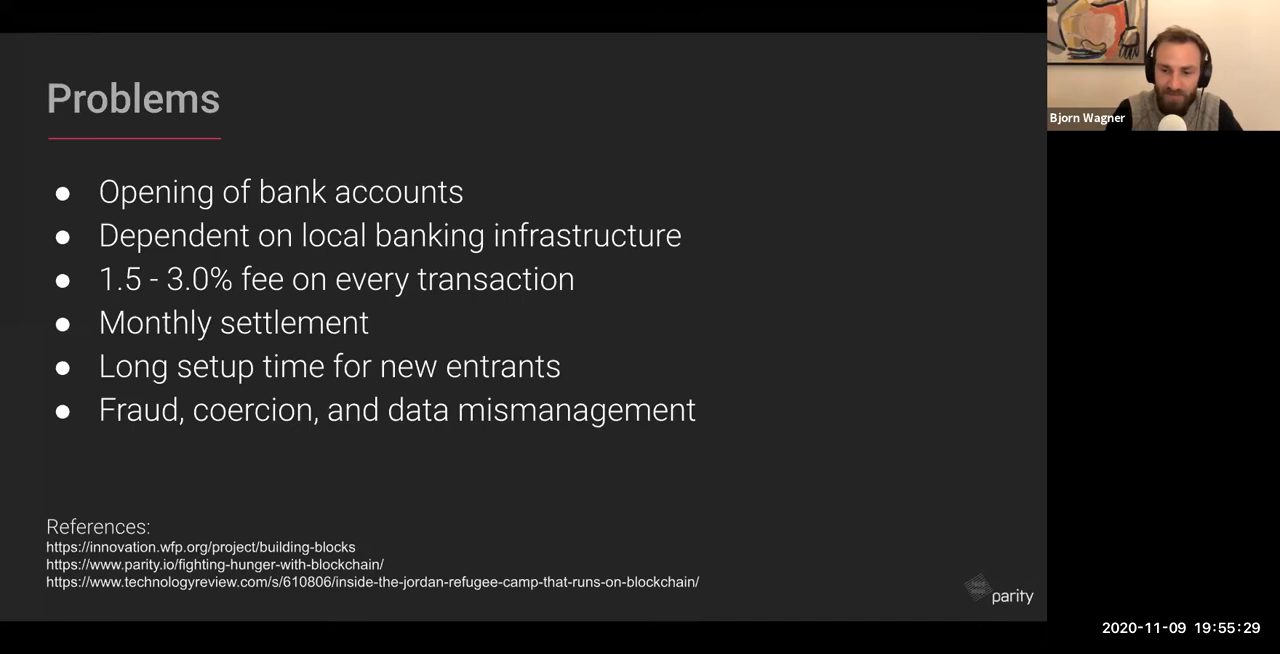 Problems
● Opening of bank accounts
● Dependent on local banking infrastructure
● 1.5 - 3.0% fee on every transaction
● Monthly settlement
● Long setup time for new entrants
● Fraud, coercion, and data mismanagement
References:
https://innovation.wfp.org/project/building-blocks
https://www.parity.io/fighting-hunger-with-blockchain/
https://www.technologyreview.com/s/610806/inside-the-jordan-refugee-camp-that-runs-on-blockchain/
parity
Bjorn Wagner
2020-11-09 19:55:29